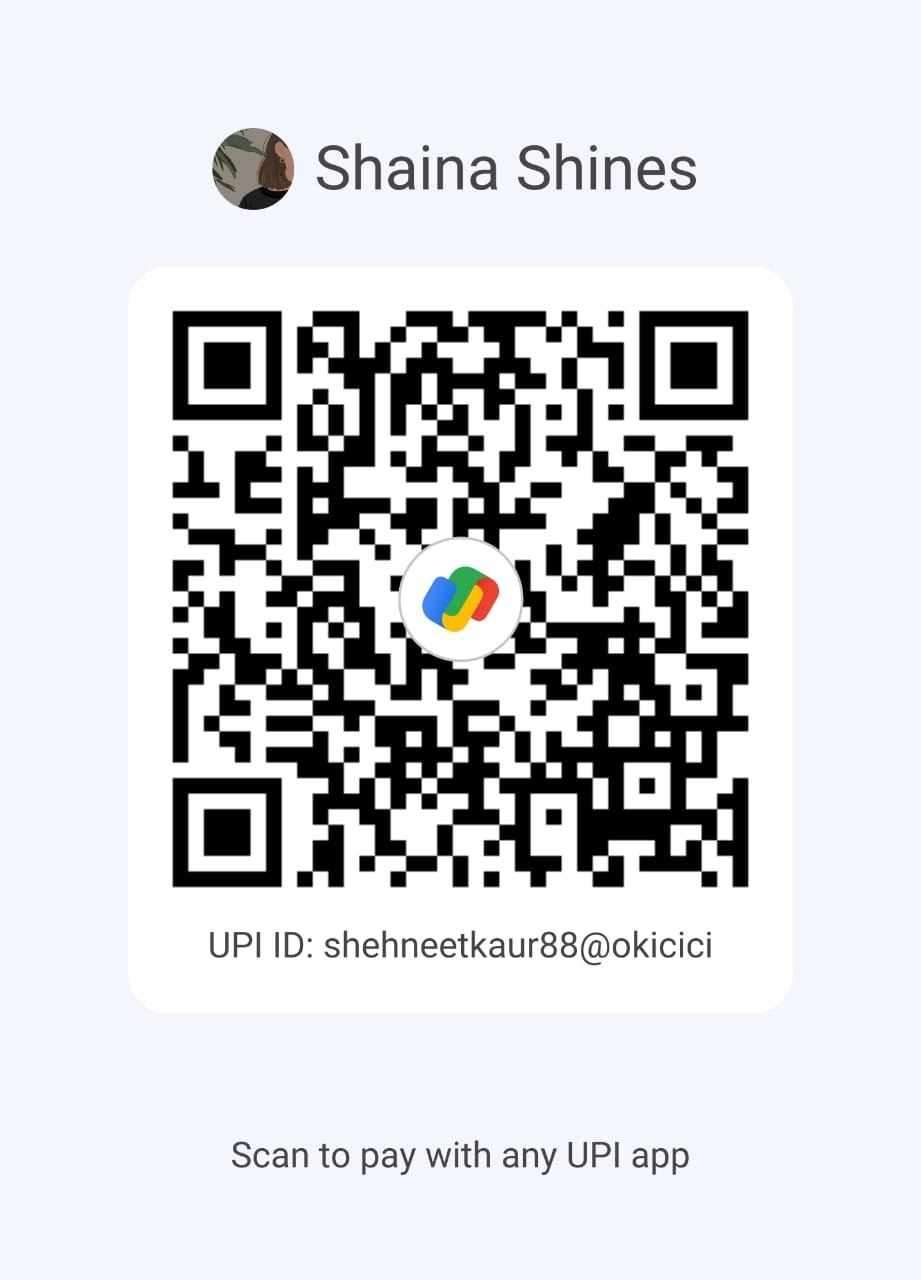 Shaina Shines
UPI ID: shehneetkaur88@okicici
Scan to pay with any UPI app